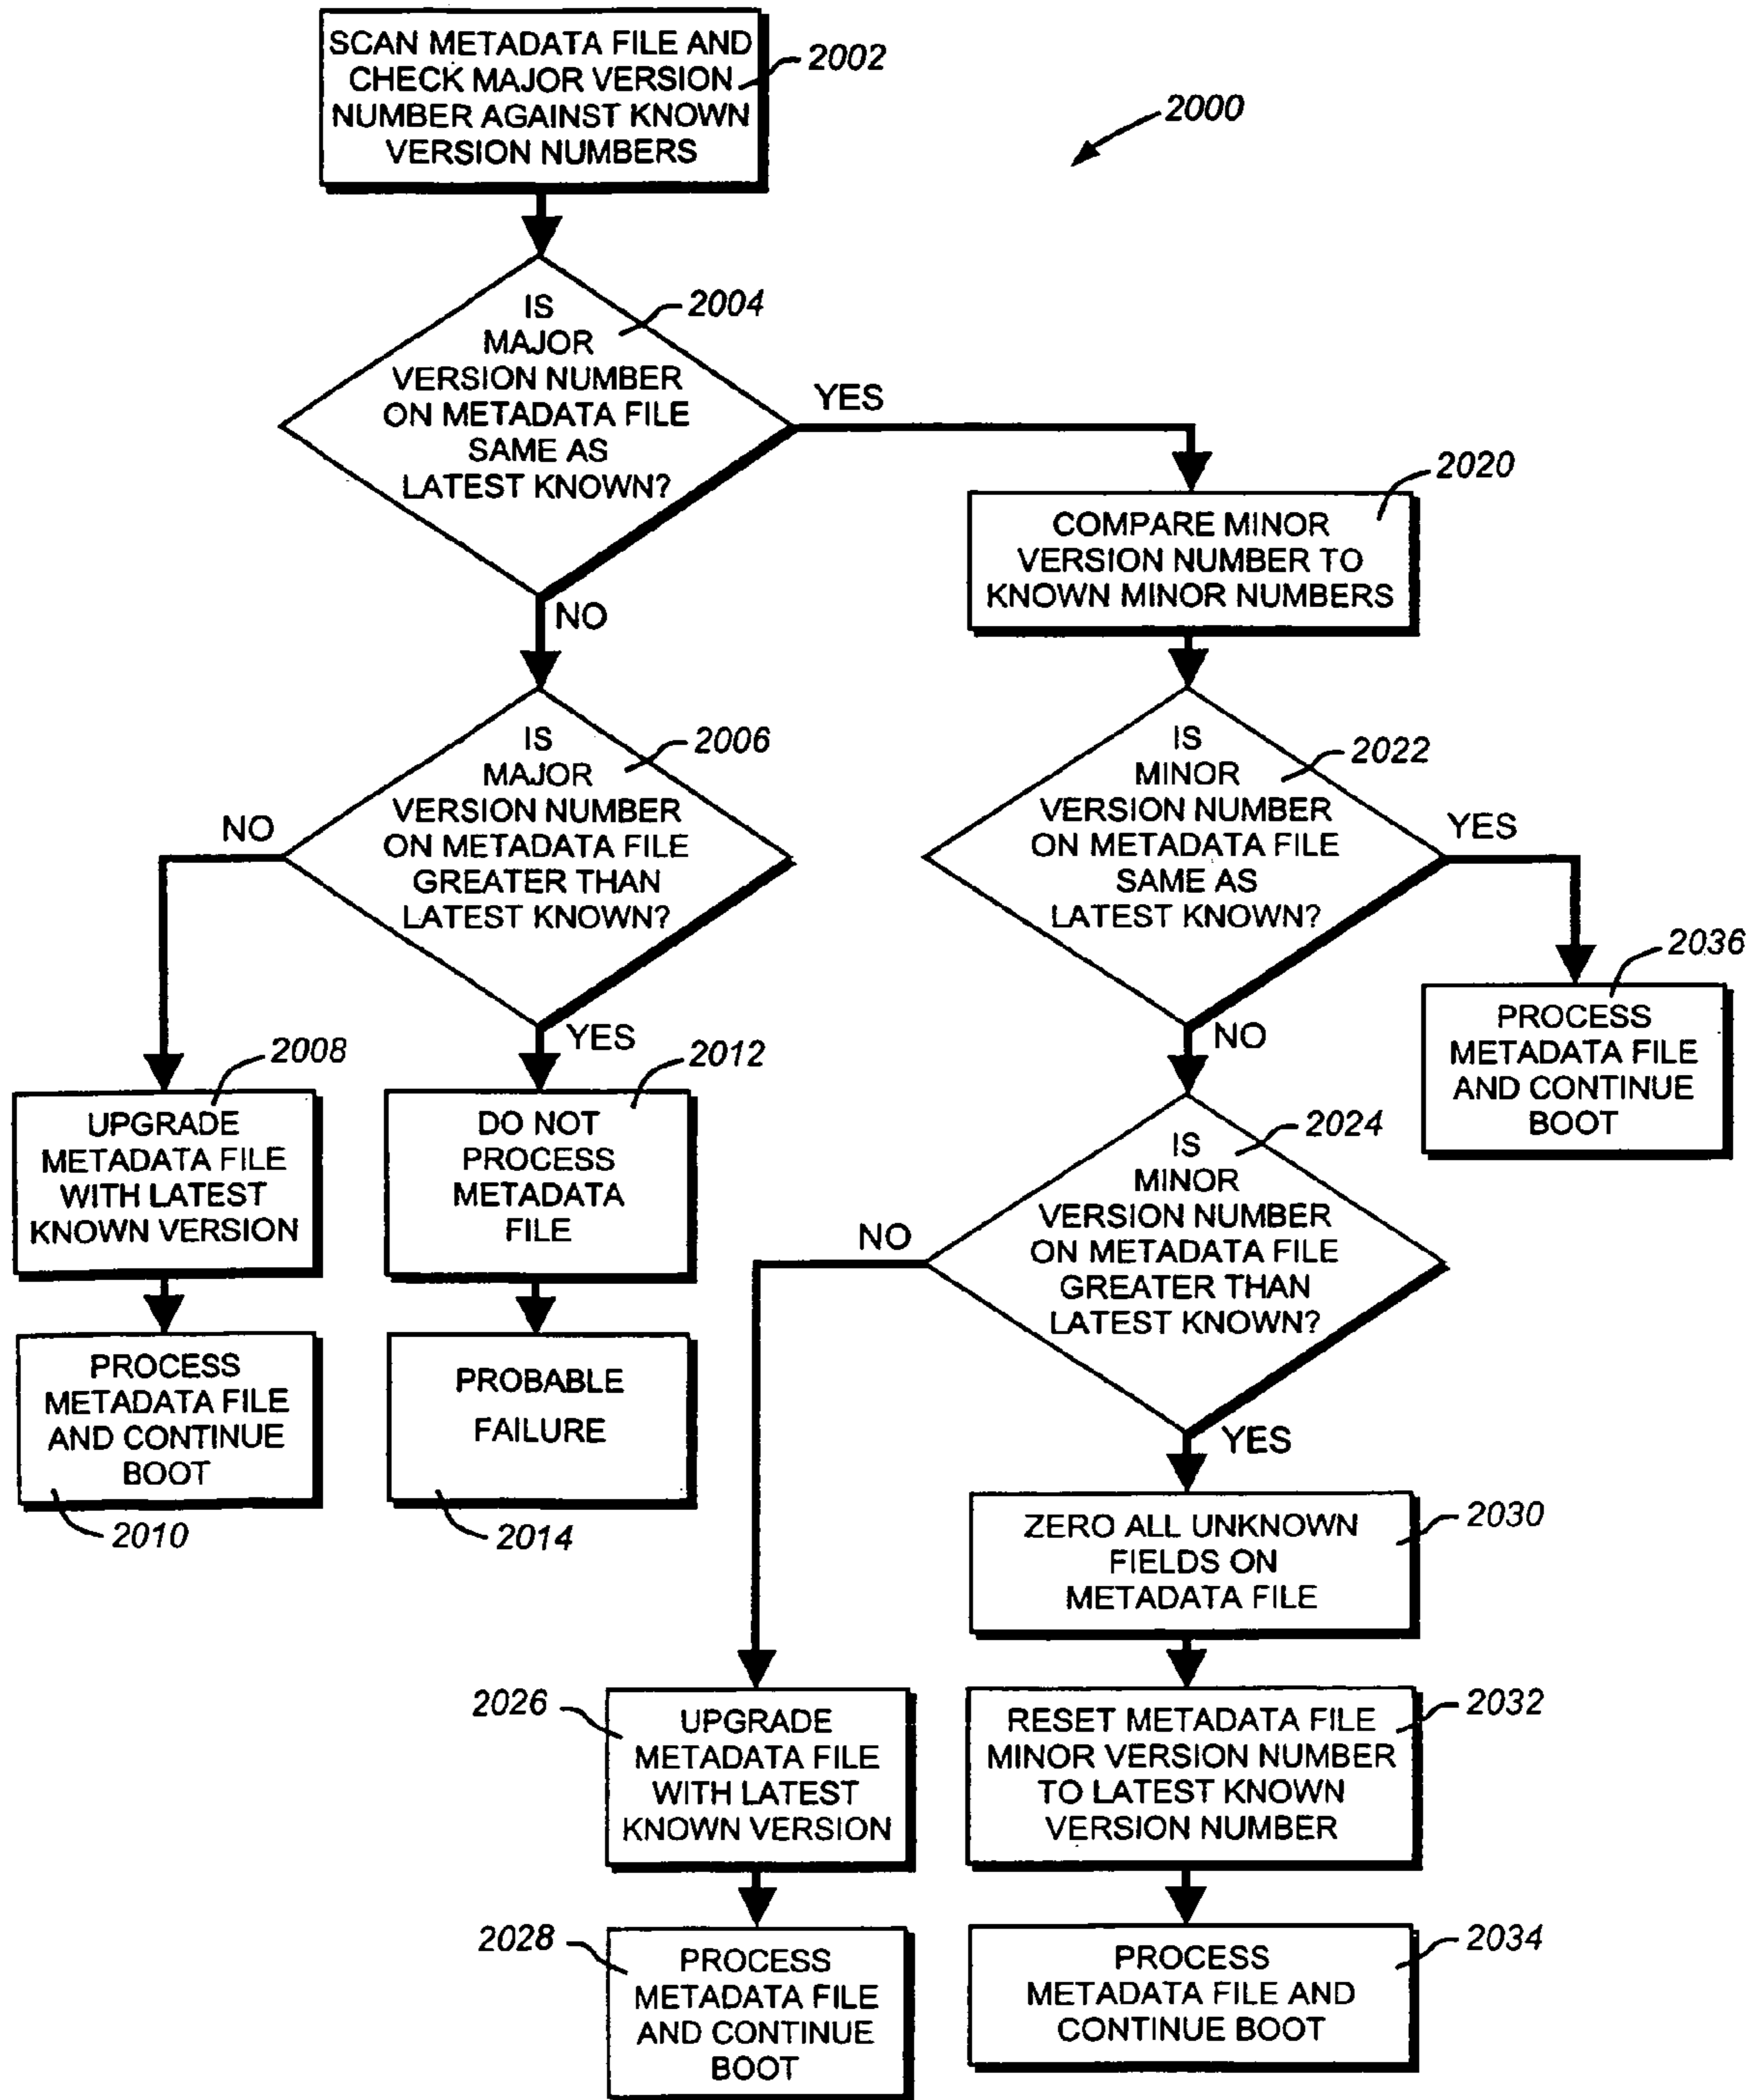 SCAN METADATA FILE AND
CHECK MAJOR VERSION
NUMBER AGAINST KNOWN
VERSION NUMBERS
2002
2000
IS
MAJOR
VERSION NUMBER
ON METADATA FILE
SAME AS
LATEST KNOWN?
2004
YES
NO
2020
COMPARE MINOR
VERSION NUMBER TO
KNOWN MINOR NUMBERS
IS
MAJOR
VERSION NUMBER
ON METADATA FILE
GREATER THAN
LATEST KNOWN?
2006
NO
YES
IS
MINOR
VERSION NUMBER
ON METADATA FILE
SAME AS
LATEST KNOWN?
2022
YES
NO
2036
PROCESS
METADATA FILE
AND CONTINUE
BOOT
2008
UPGRADE
METADATA FILE
WITH LATEST
KNOWN VERSION
2012
DO NOT
PROCESS
METADATA
FILE
IS
MINOR
VERSION NUMBER
ON METADATA FILE
GREATER THAN
LATEST KNOWN?
2024
NO
YES
PROCESS
METADATA FILE
AND CONTINUE
BOOT
2010
PROBABLE
FAILURE
2014
ZERO ALL UNKNOWN
FIELDS ON
METADATA FILE
2030
2026
UPGRADE
METADATA FILE
WITH LATEST
KNOWN VERSION
RESET METADATA FILE
MINOR VERSION NUMBER
TO LATEST KNOWN
VERSION NUMBER
2032
2028
PROCESS
METADATA FILE
AND CONTINUE
BOOT
PROCESS
METADATA FILE AND
CONTINUE BOOT
2034